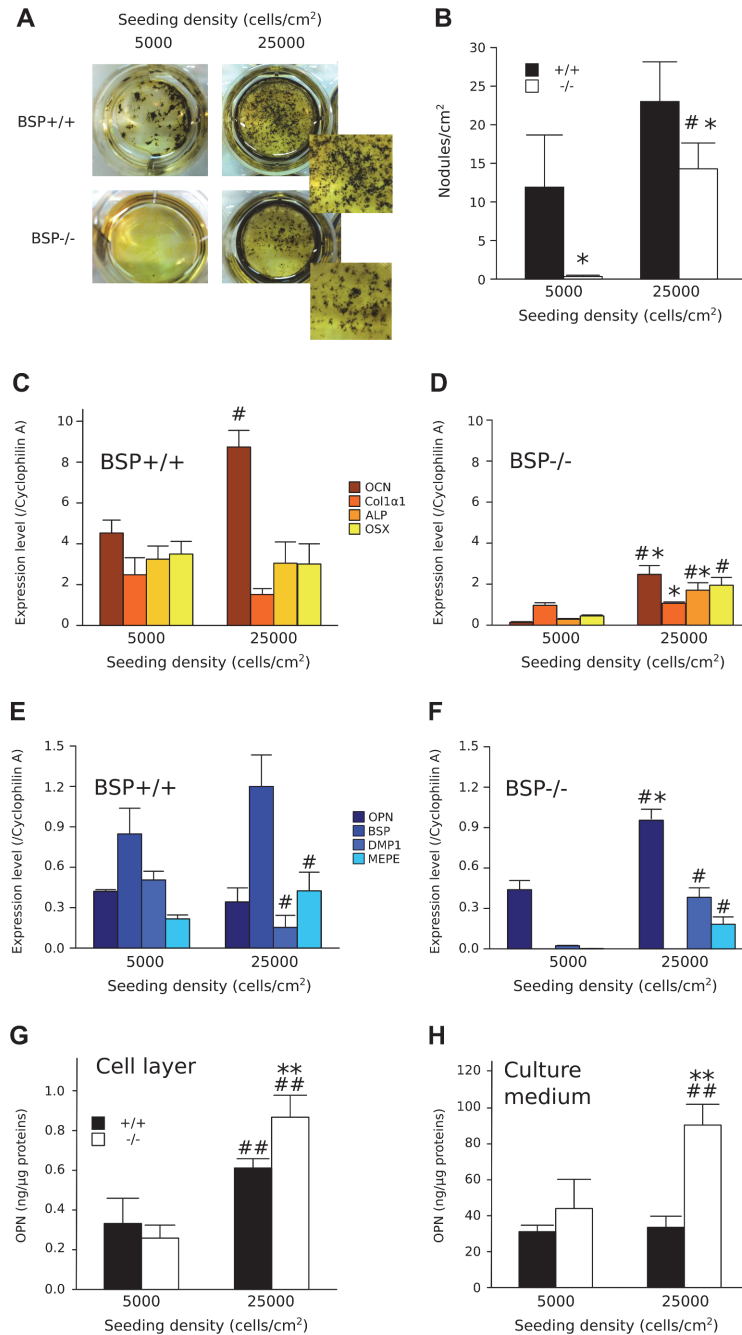 A
Seeding density (cells/cm²)
5000 25000
BSP+/+
BSP-/-
B
30
25
20
15
10
5
0
Nodules/cm²
+/+
-/-
*
# *
5000 25000
Seeding density (cells/cm²)
C
10
8
6
4
2
0
Expression level (/Cyclophilin A)
BSP+/+
#
OCN
Col1α1
ALP
OSX
5000 25000
Seeding density (cells/cm²)
D
10
8
6
4
2
0
Expression level (/Cyclophilin A)
BSP-/-
#*
*
#*
#
5000 25000
Seeding density (cells/cm²)
E
1.5
1.2
0.9
0.6
0.3
0.0
Expression level (/Cyclophilin A)
BSP+/+
#
#
OPN
BSP
DMP1
MEPE
5000 25000
Seeding density (cells/cm²)
F
1.5
1.2
0.9
0.6
0.3
0.0
Expression level (/Cyclophilin A)
BSP-/-
#*
#
#
5000 25000
Seeding density (cells/cm²)
G
Cell layer
1.0
0.8
0.6
0.4
0.2
0.0
OPN (ng/µg proteins)
+/+
-/-
##
**
##
5000 25000
Seeding density (cells/cm²)
H
Culture
medium
120
100
80
60
40
20
0
OPN (ng/µg proteins)
**
##
5000 25000
Seeding density (cells/cm²)